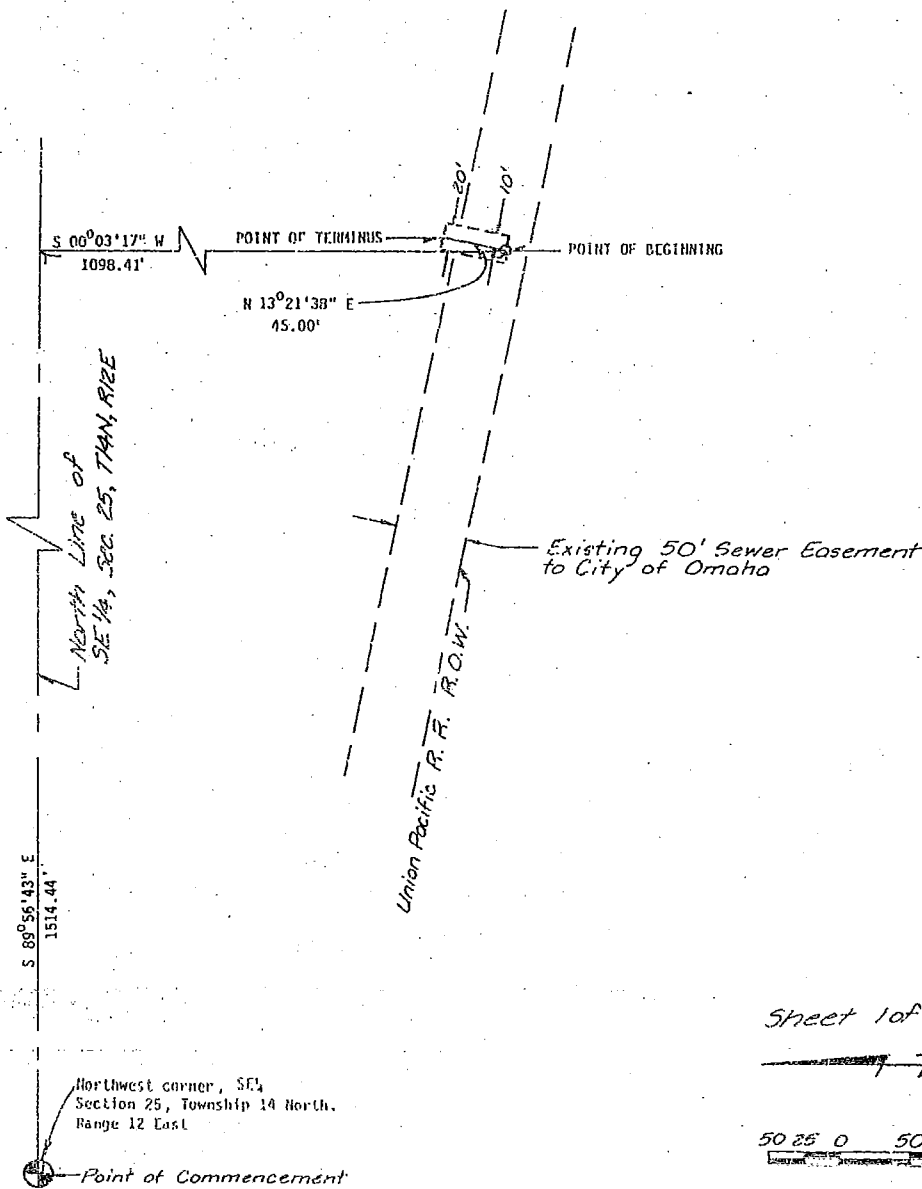 20'
10'
S 00°03'17" W
1098.41'
POINT OF TERMINUS
POINT OF BEGINNING
N 13°21'38" E
45.00'
North Line of
SE 1/4, SEC. 25, T14N, R12E
Existing 50' Sewer Easement
to City of Omaha
Union Pacific R.R. R.O.W.
S 89°56'43" E
1514.44'
Sheet 1 of
Northwest corner, SE¼
Section 25, Township 14 North,
Range 12 East
50 25 0 50
Point of Commencement